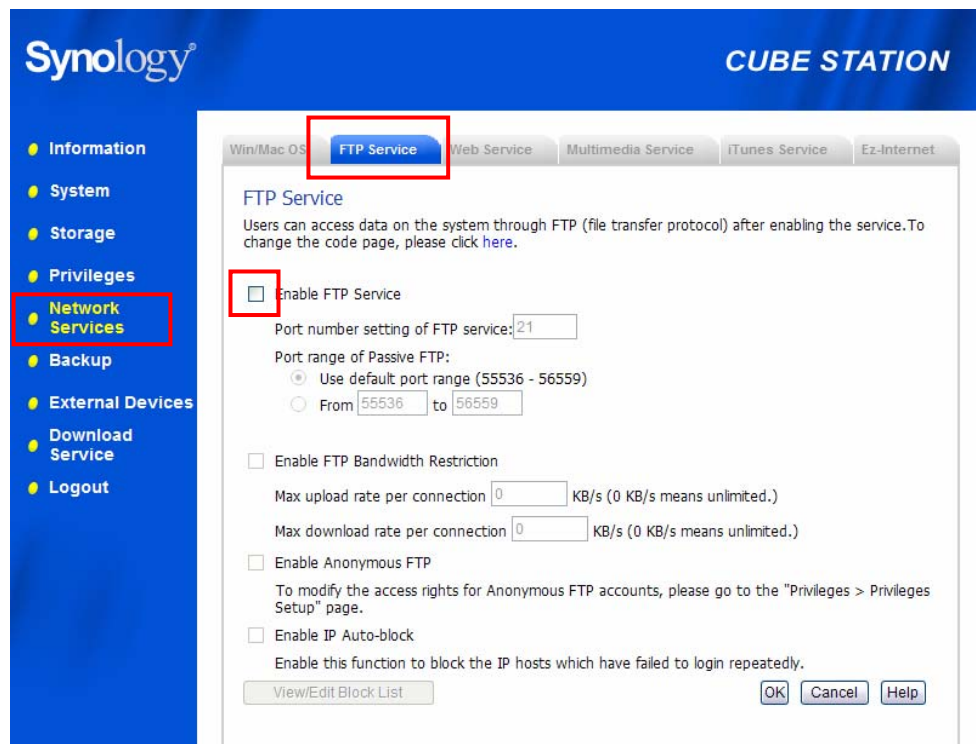 Synology®
CUBE STATION
Information
System
Storage
Privileges
Network
Services
Backup
External Devices
Download
Service
Logout
Win/Mac OS
FTP Service
Web Service
Multimedia Service
iTunes Service
Ez-Internet
FTP Service
Users can access data on the system through FTP (file transfer protocol) after enabling the service.To
change the code page, please click here.
Enable FTP Service
Port number setting of FTP service: 21
Port range of Passive FTP:
Use default port range (55536 - 56559)
From 55536 to 56559
Enable FTP Bandwidth Restriction
Max upload rate per connection 0 KB/s (0 KB/s means unlimited.)
Max download rate per connection 0 KB/s (0 KB/s means unlimited.)
Enable Anonymous FTP
To modify the access rights for Anonymous FTP accounts, please go to the "Privileges > Privileges
Setup" page.
Enable IP Auto-block
Enable this function to block the IP hosts which have failed to login repeatedly.
View/Edit Block List
OK
Cancel
Help